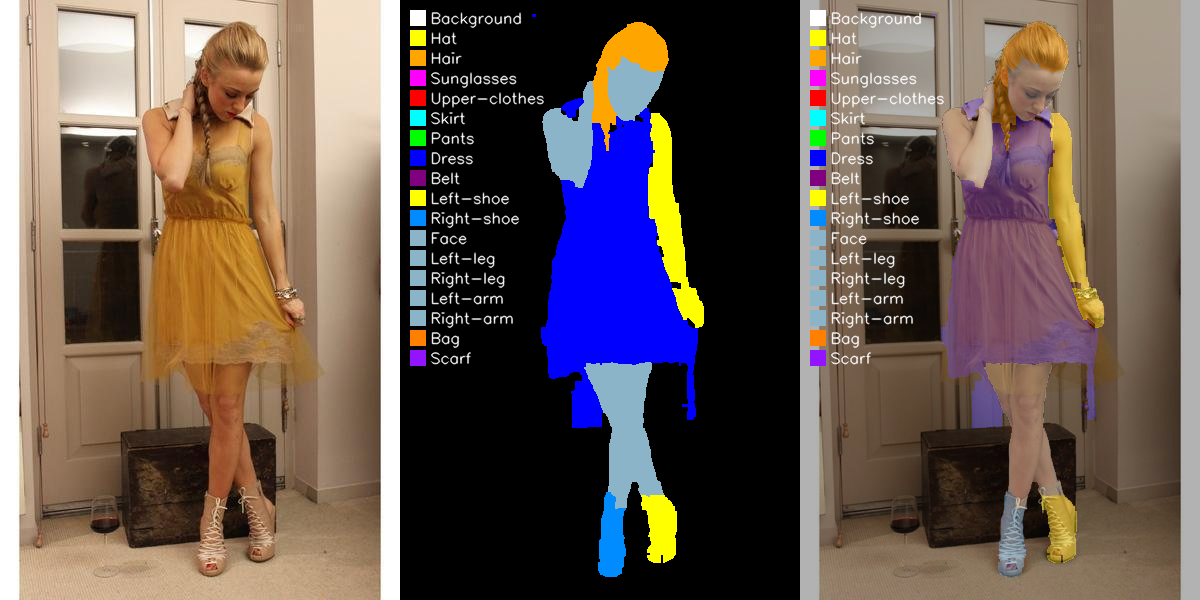 Background
Hat
Hair
Sunglasses
Upper-clothes
Skirt
Pants
Dress
Belt
Left-shoe
Right-shoe
Face
Left-leg
Right-leg
Left-arm
Right-arm
Bag
Scarf
Background
Hat
Hair
Sunglasses
Upper-clothes
Skirt
Pants
Dress
Belt
Left-shoe
Right-shoe
Face
Left-leg
Right-leg
Left-arm
Right-arm
Bag
Scarf